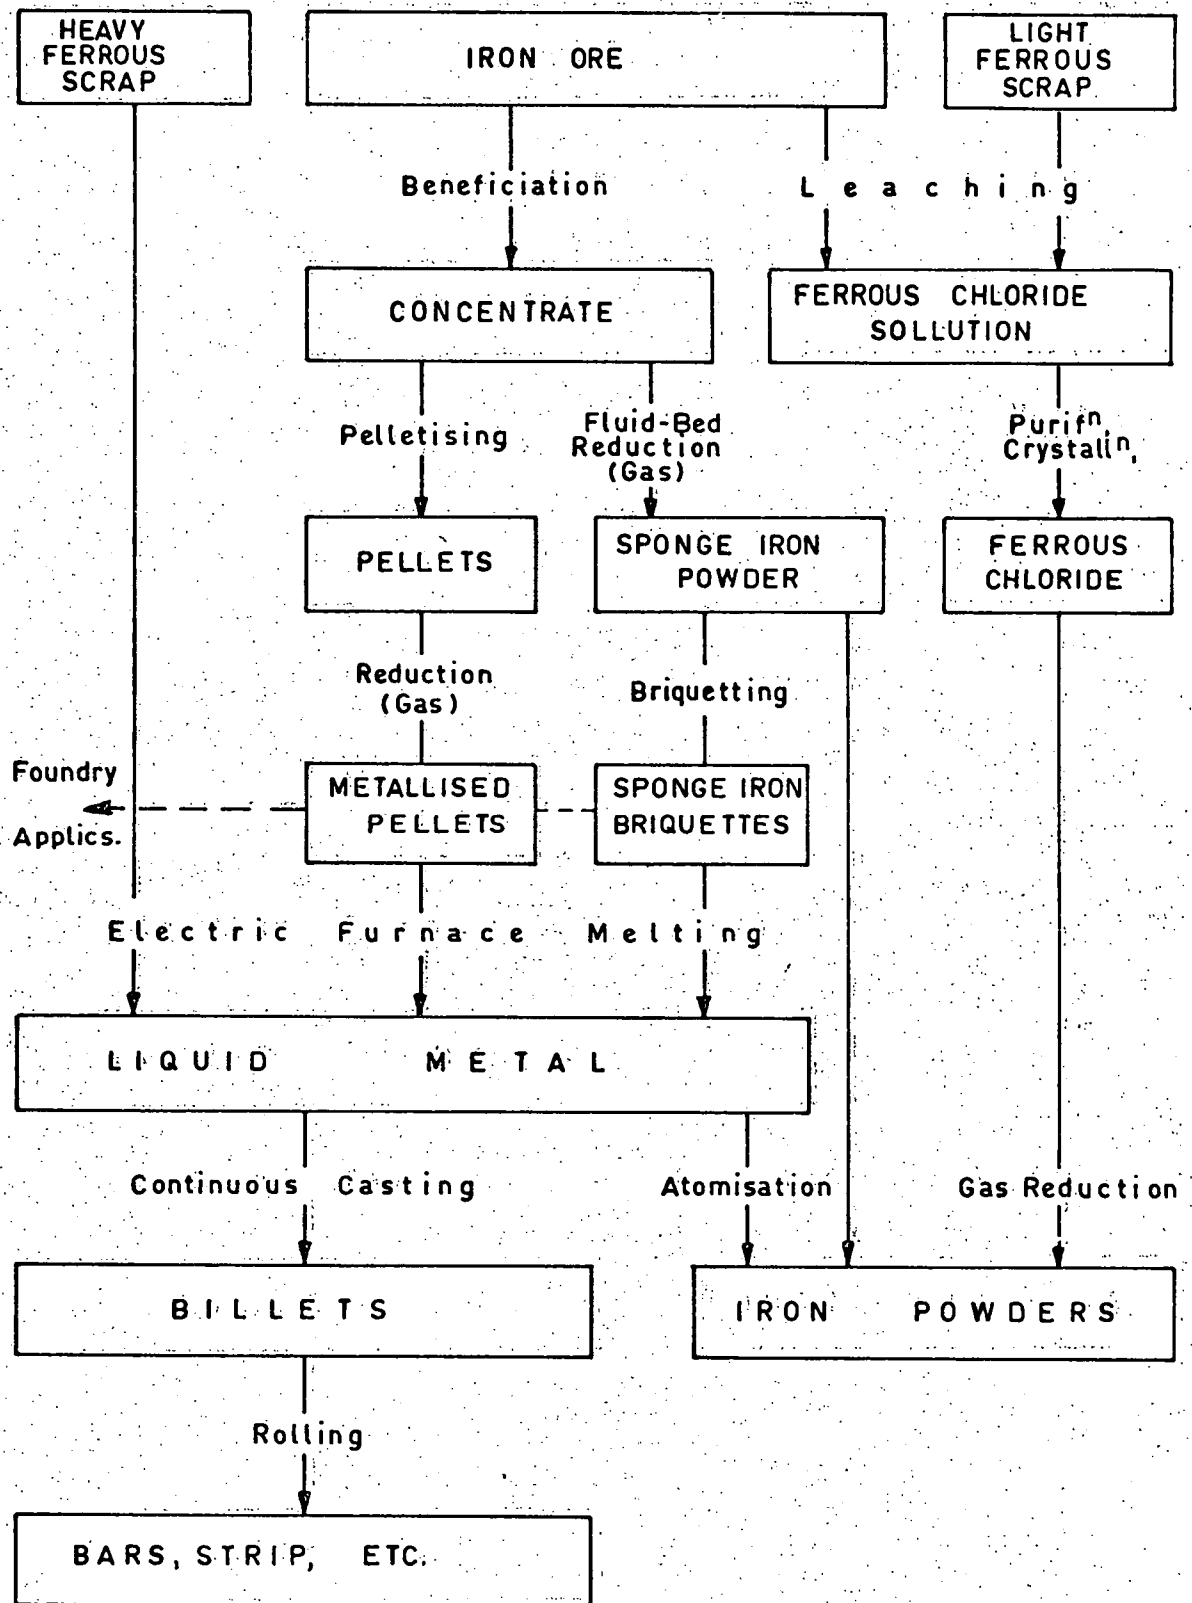 HEAVY
FERROUS
SCRAP
IRON ORE
LIGHT
FERROUS
SCRAP
Beneficiation
Leaching
CONCENTRATE
FERROUS CHLORIDE
SOLLUTION
Pelletising
Fluid-Bed
Reduction
(Gas)
Purifⁿ,
Crystallⁿ,
PELLETS
SPONGE IRON
POWDER
FERROUS
CHLORIDE
Reduction
(Gas)
Briquetting
Foundry
Applics.
METALLISED
PELLETS
SPONGE IRON
BRIQUETTES
Electric Furnace Melting
LIQUID METAL
Continuous Casting
Atomisation
Gas Reduction
BILLETS
IRON POWDERS
Rolling
BARS, STRIP, ETC.